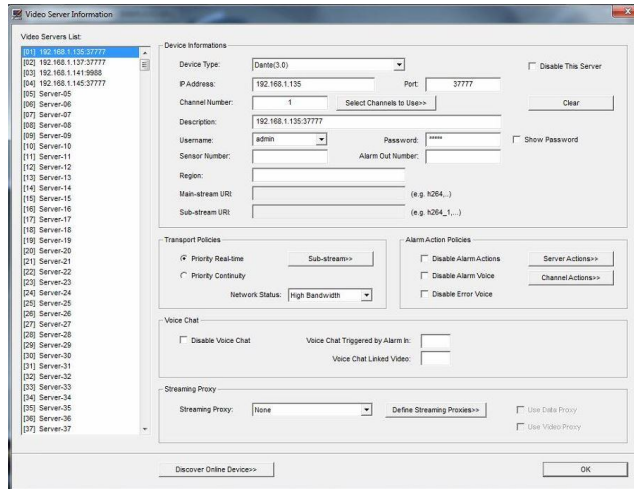 Video Server Information
Video Servers List:
[01] 192.168.1.135:37777
[02] 192.168.1.137:37777
[03] 192.168.1.141:9988
[04] 192.168.1.145:37777
[05] Server-05
[06] Server-06
[07] Server-07
[08] Server-08
[09] Server-09
[10] Server-10
[11] Server-11
[12] Server-12
[13] Server-13
[14] Server-14
[15] Server-15
[16] Server-16
[17] Server-17
[18] Server-18
[19] Server-19
[20] Server-20
[21] Server-21
[22] Server-22
[23] Server-23
[24] Server-24
[25] Server-25
[26] Server-26
[27] Server-27
[28] Server-28
[29] Server-29
[30] Server-30
[31] Server-31
[32] Server-32
[33] Server-33
[34] Server-34
[35] Server-35
[36] Server-36
[37] Server-37
Device Informations
Device Type: Dante(3.0) Disable This Server
IP Address: 192.168.1.135 Port: 37777
Channel Number: 1 Select Channels to Use>> Clear
Description: 192.168.1.135:37777
Username: admin Password: ***** Show Password
Sensor Number: Alarm Out Number:
Region:
Main-stream URI: (e.g. h264,..)
Sub-stream URI: (e.g. h264_1,...)
Transport Policies
Priority Real-time Sub-stream>>
Priority Continuity
Network Status: High Bandwidth
Alarm Action Policies
Disable Alarm Actions Server Actions>>
Disable Alarm Voice Channel Actions>>
Disable Error Voice
Voice Chat
Disable Voice Chat Voice Chat Triggered by Alarm In:
Voice Chat Linked Video:
Streaming Proxy
Streaming Proxy: None Define Streaming Proxies>> Use Data Proxy
Use Video Proxy
Discover Online Device>> OK